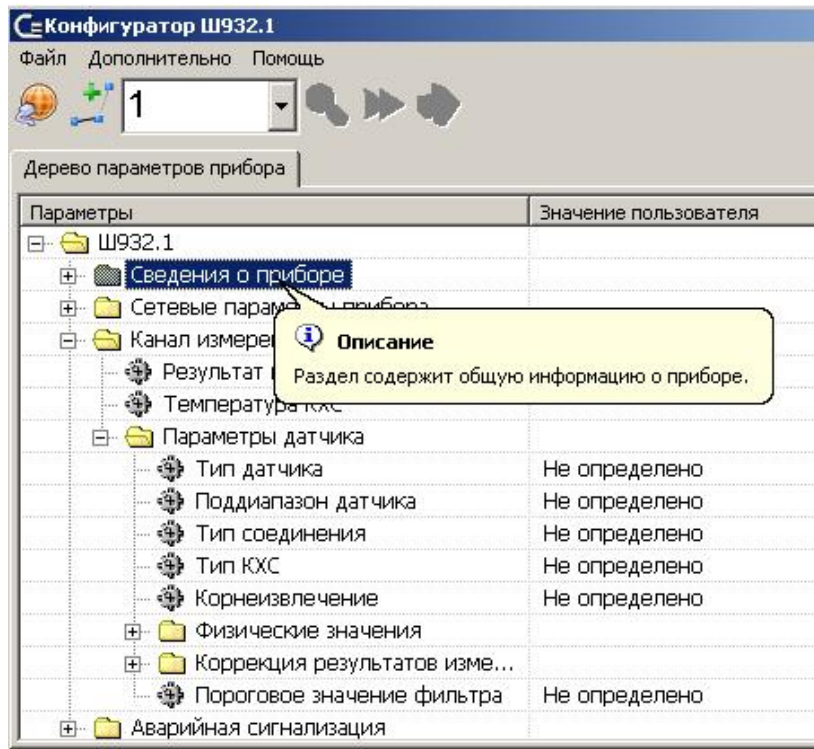 Конфигуратор Ш932.1
Файл Дополнительно Помощь
1
Дерево параметров прибора
Параметры Значение пользователя
Ш932.1
Сведения о приборе
Сетевые прибора
Канал
Описание
Раздел содержит общую информацию о приборе.
Результат
Температура КХС
Параметры датчика
Тип датчика Не определено
Поддиапазон датчика Не определено
Тип соединения Не определено
Тип КХС Не определено
Корнеизвлечение Не определено
Физические значения
Коррекция результатов изме...
Пороговое значение фильтра Не определено
Аварийная сигнализация